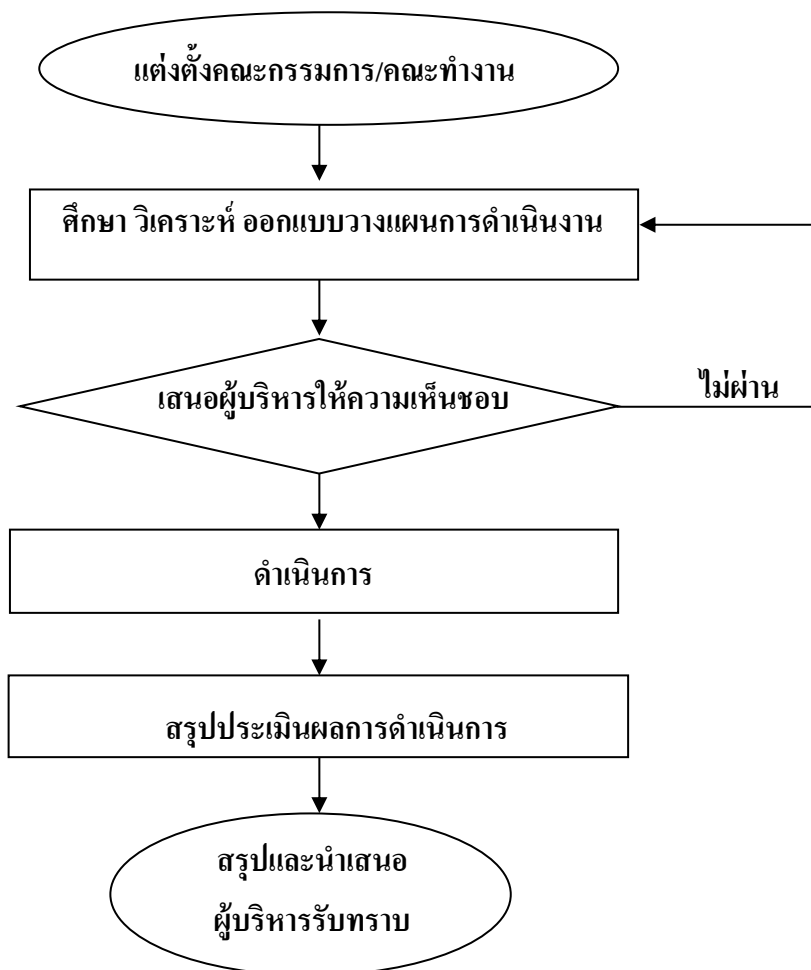 แต่งตั้งคณะกรรมการ/คณะทำงาน
ศึกษา วิเคราะห์ ออกแบบวางแผนการดำเนินงาน
เสนอผู้บริหารให้ความเห็นชอบ
ไม่ผ่าน
ดำเนินการ
สรุปประเมินผลการดำเนินการ
สรุปและนำเสนอ
ผู้บริหารรับทราบ